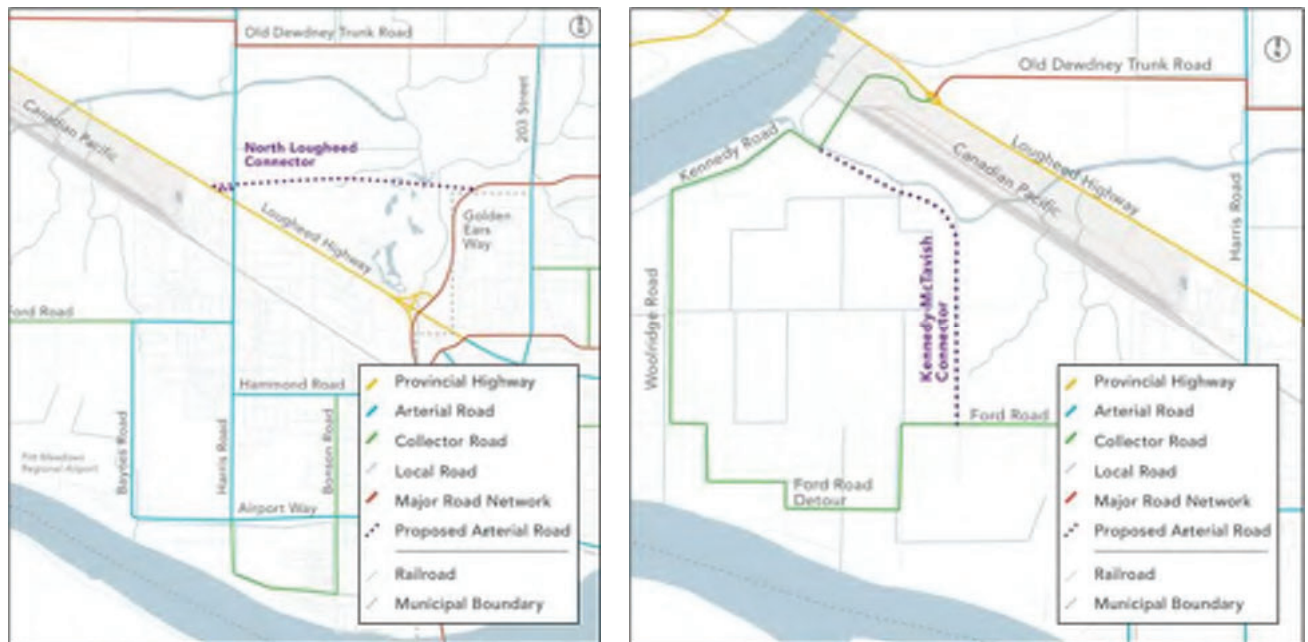 Old Dewdney Trunk Road
203 Street
Canadian Pacific
North Lougheed
Connector
Lougheed Highway
Golden
Ears
Way
Ford Road
Hammond Road
Baynes Road
Harris Road
Bonson Road
Pitt Meadows
Regional Airport
Airport Way
Provincial Highway
Arterial Road
Collector Road
Local Road
Major Road Network
Proposed Arterial Road
Railroad
Municipal Boundary
Old Dewdney Trunk Road
Kennedy Road
Lougheed Highway
Canadian Pacific
Harris Road
Woolridge Road
Kennedy-McTavish
Connector
Ford Road
Ford Road
Detour
Provincial Highway
Arterial Road
Collector Road
Local Road
Major Road Network
Proposed Arterial Road
Railroad
Municipal Boundary